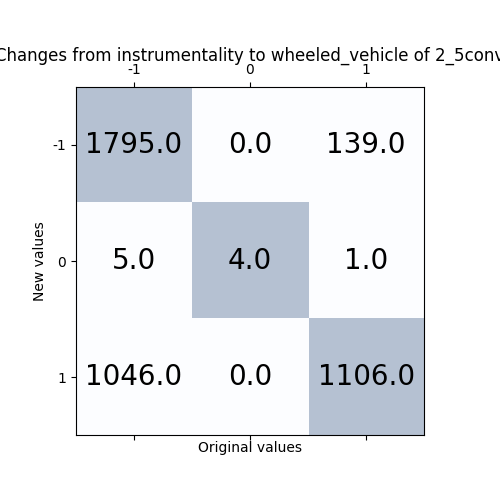 Changes from instrumentality to wheeled_vehicle of 2_5conv
-1 0 1
-1 1795.0 0.0 139.0
0 5.0 4.0 1.0
1 1046.0 0.0 1106.0
New values
Original values